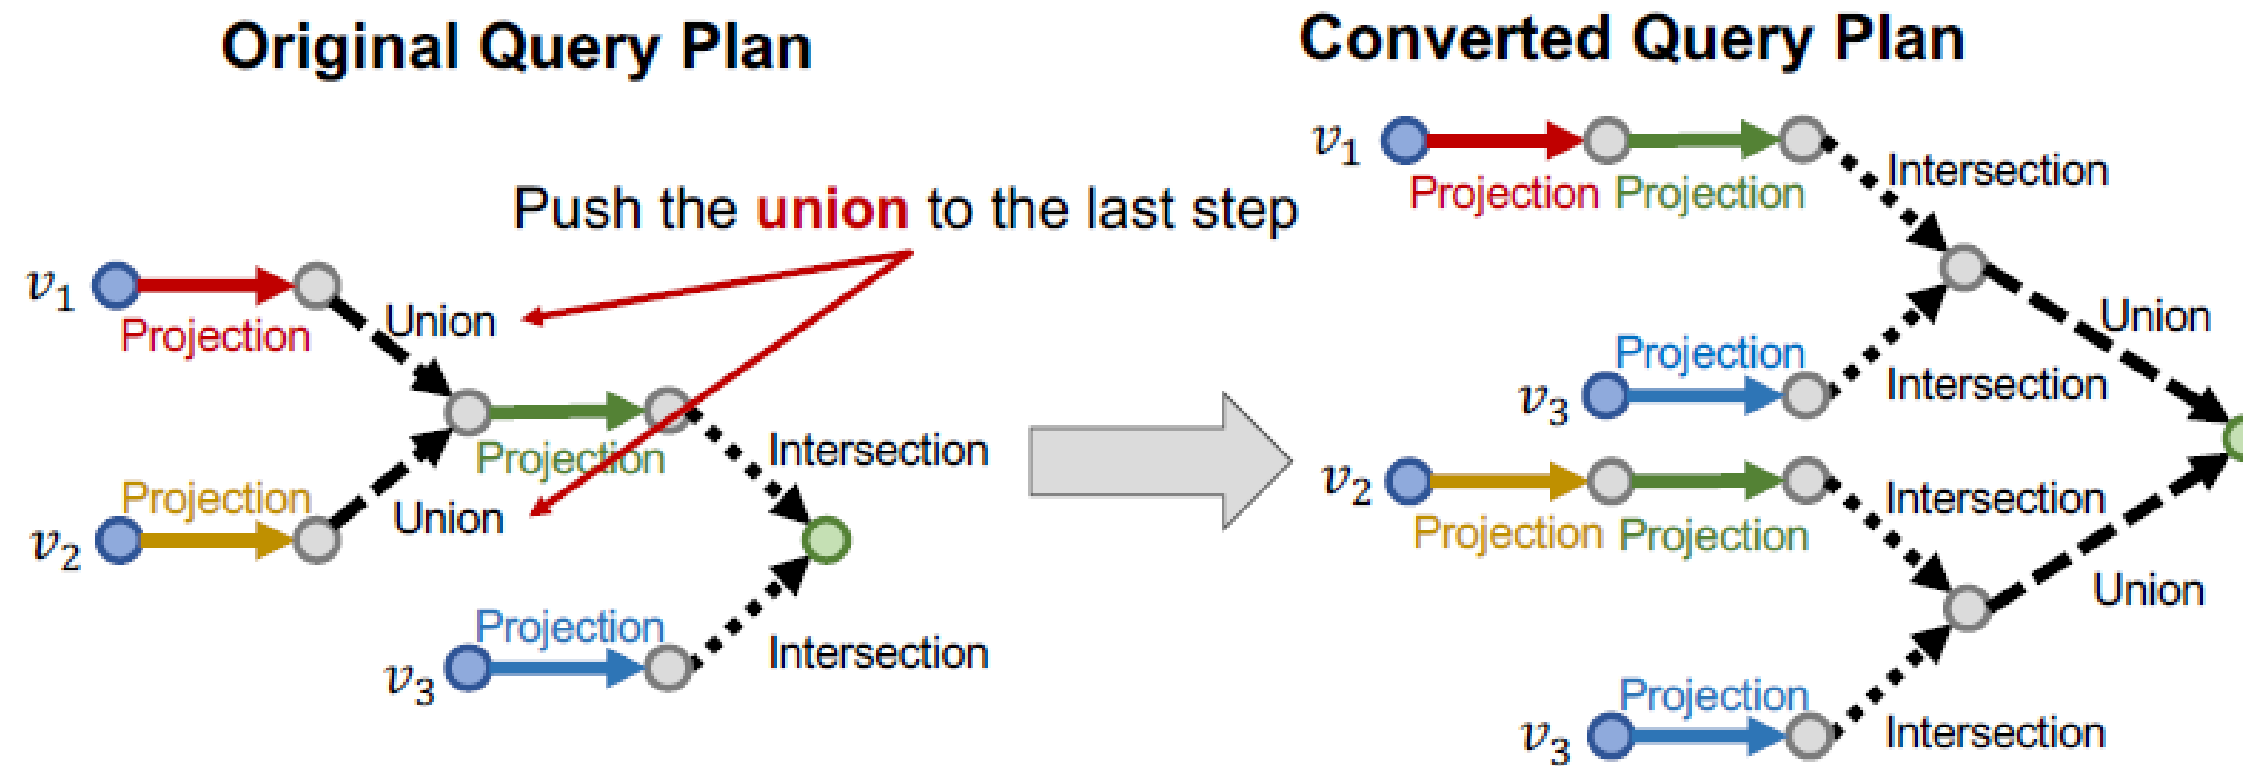 Original Query Plan
Push the union to the last step
v1
Projection
Union
Projection
v2
Projection
Union
Intersection
v3
Projection
Intersection
Converted Query Plan
v1
Projection
Projection
Intersection
Union
v3
Projection
Intersection
v2
Projection
Projection
Intersection
Union
v3
Projection
Intersection